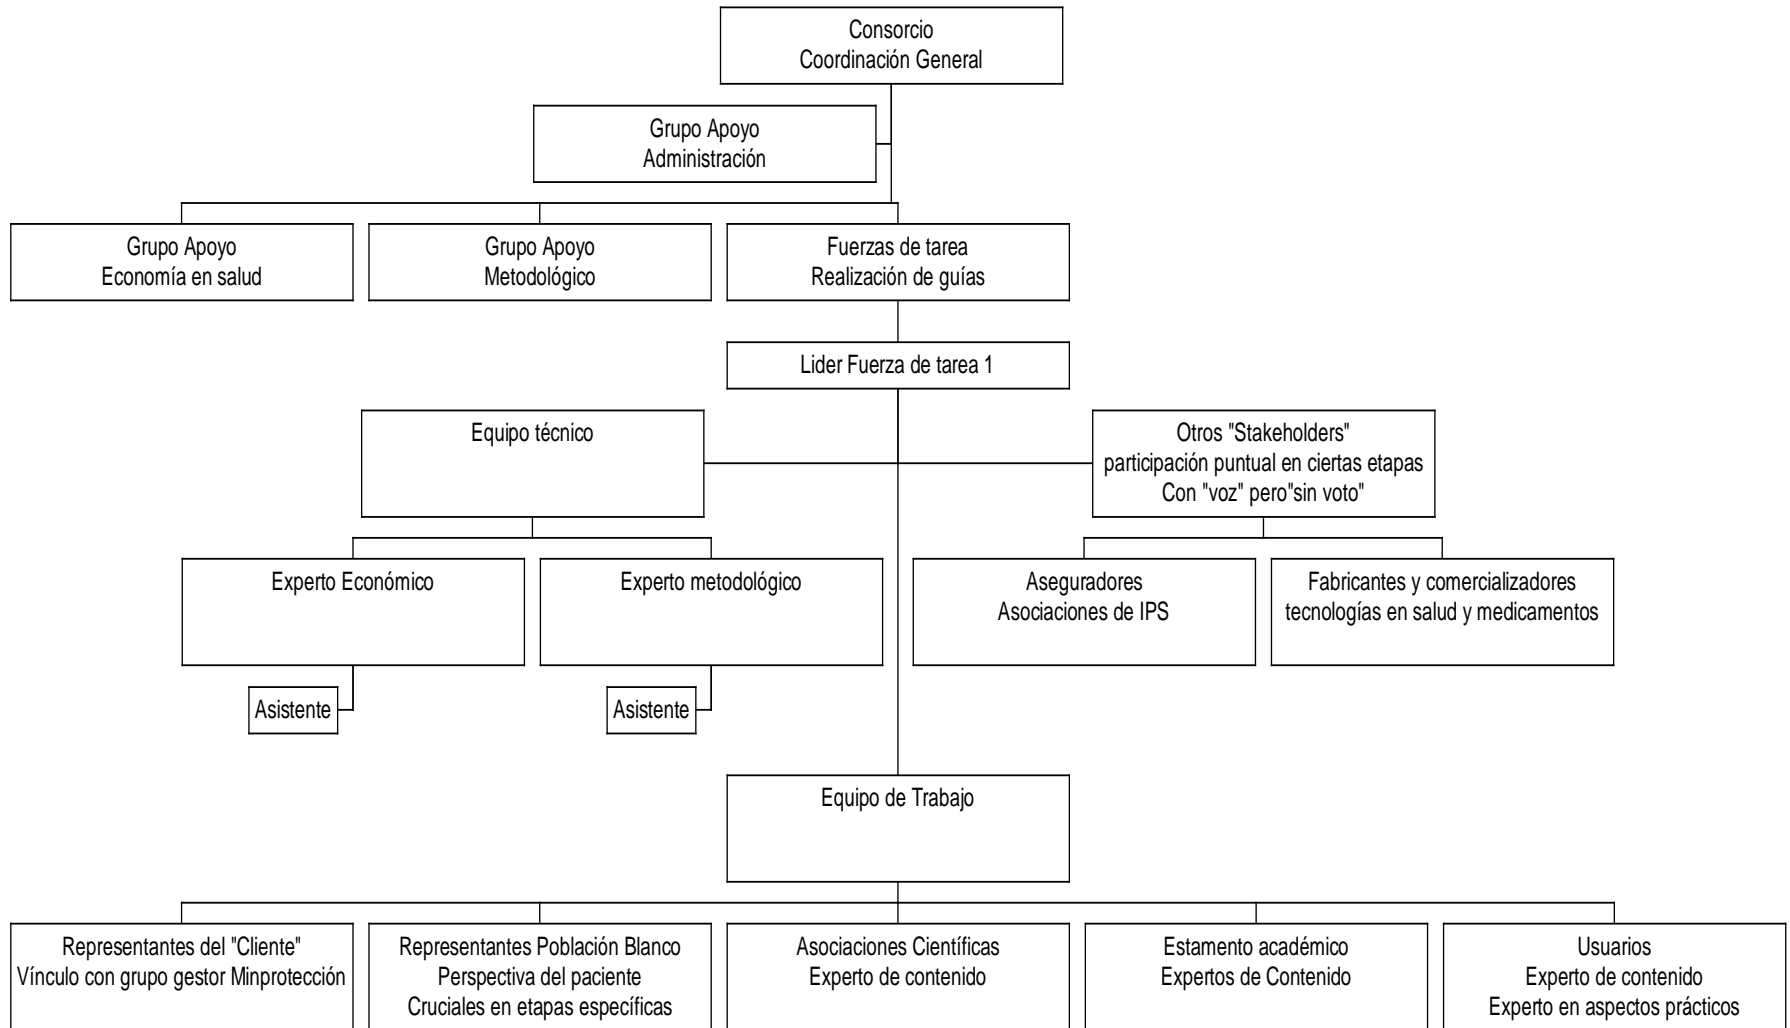 Consorcio
Coordinación General
Grupo Apoyo
Administración
Grupo Apoyo
Economía en salud
Grupo Apoyo
Metodológico
Fuerzas de tarea
Realización de guías
Lider Fuerza de tarea 1
Equipo técnico
Otros "Stakeholders"
participación puntual en ciertas etapas
Con "voz" pero"sin voto"
Experto Económico
Experto metodológico
Aseguradores
Asociaciones de IPS
Fabricantes y comercializadores
tecnologías en salud y medicamentos
Asistente
Asistente
Equipo de Trabajo
Representantes del "Cliente"
Vínculo con grupo gestor Minprotección
Representantes Población Blanco
Perspectiva del paciente
Cruciales en etapas específicas
Asociaciones Científicas
Experto de contenido
Estamento académico
Expertos de Contenido
Usuarios
Experto de contenido
Experto en aspectos prácticos